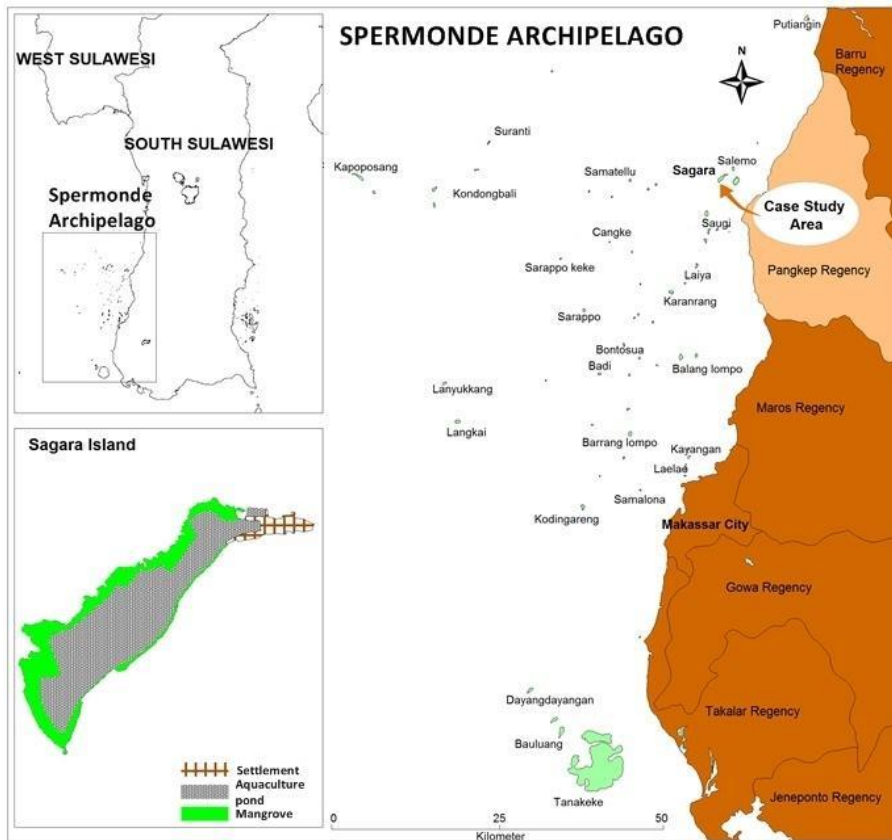 SPERMONDE ARCHIPELAGO
WEST SULAWESI
SOUTH SULAWESI
Spermonde
Archipelago
Sagara Island
Settlement
Aquaculture
pond
Mangrove
N
Putiangin
Barru
Regency
Suranti
Kapoposang
Kondongbali
Samatellu
Sagara
Salemo
Case Study
Area
Saugi
Cangke
Sarappo keke
Laiya
Pangkep Regency
Karanrang
Sarappo
Bontosua
Badi
Balang lompo
Lanyukkang
Maros Regency
Langkai
Barrang lompo
Kayangan
Laelae
Samalona
Kodingareng
Makassar City
Gowa Regency
Dayangdayangan
Takalar Regency
Bauluang
Tanakeke
Jeneponto Regency
0
25
50
Kilometer